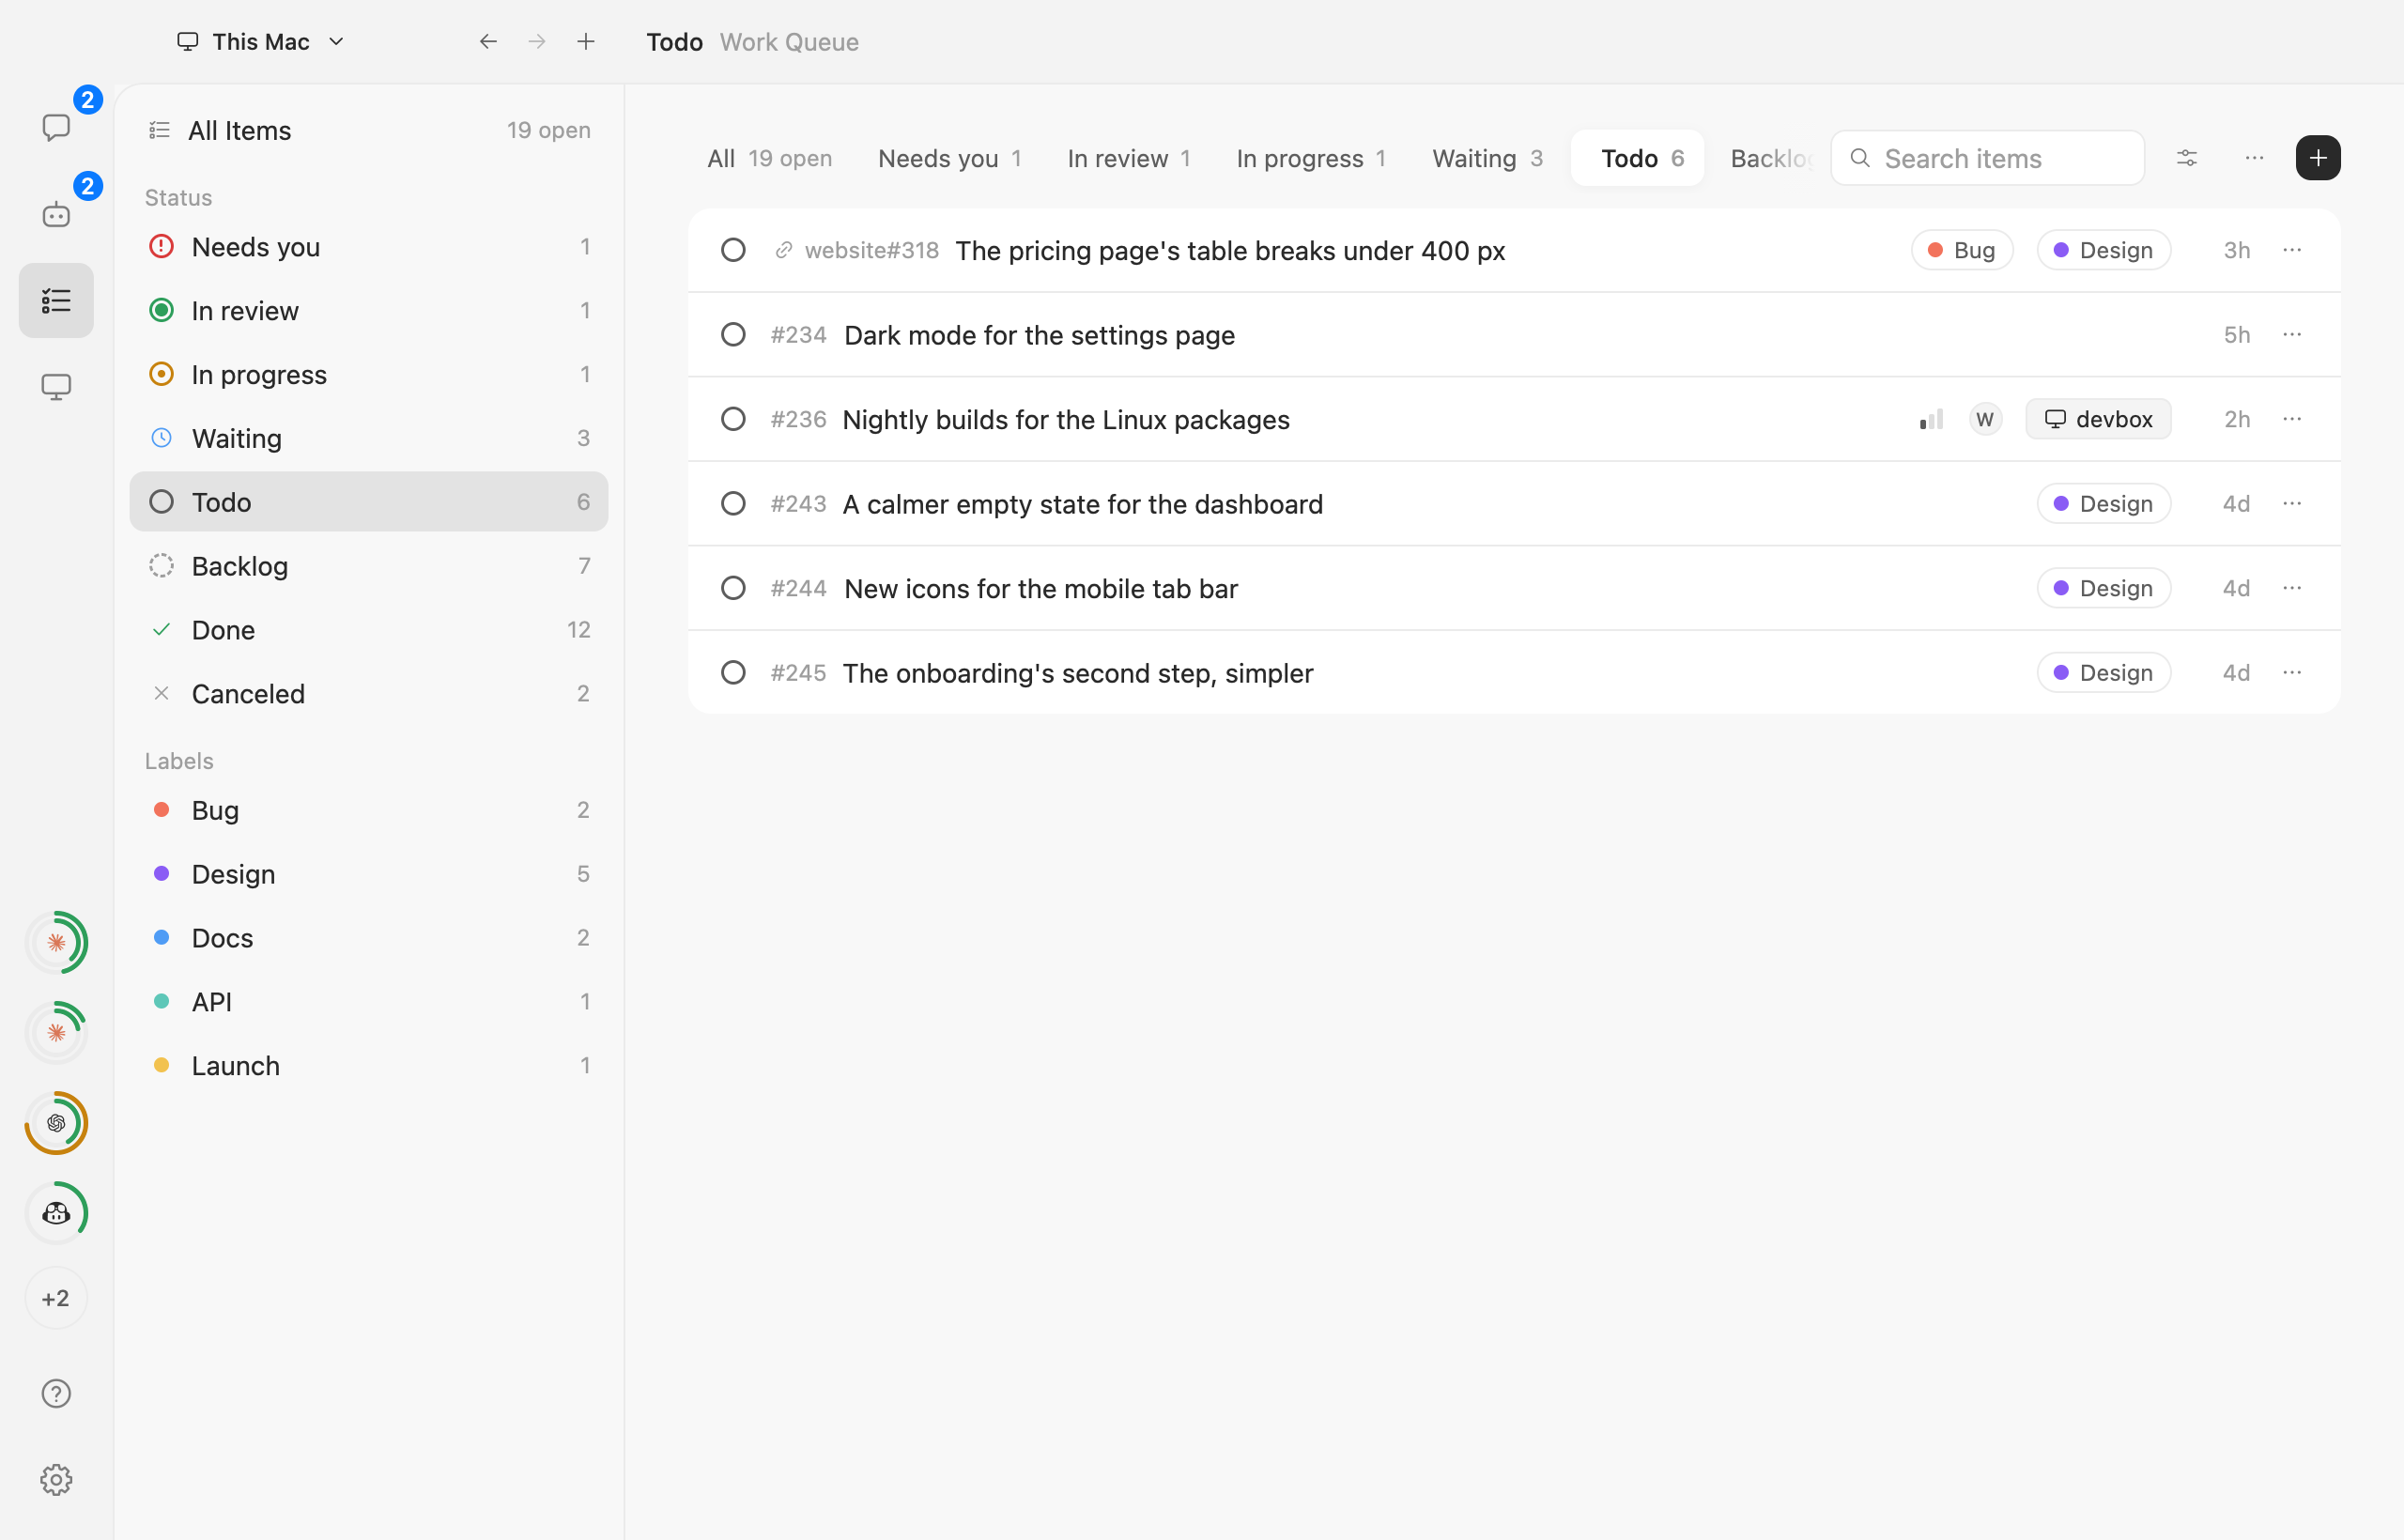 This Mac
Todo Work Queue
2
2
All Items 19 open
Status
Needs you 1
In review 1
In progress 1
Waiting 3
Todo 6
Backlog 7
Done 12
Canceled 2
Labels
Bug 2
Design 5
Docs 2
API 1
Launch 1
+2
All 19 open Needs you 1 In review 1 In progress 1 Waiting 3 Todo 6 Backlog Search items
website#318 The pricing page's table breaks under 400 px Bug Design 3h
#234 Dark mode for the settings page 5h
#236 Nightly builds for the Linux packages W devbox 2h
#243 A calmer empty state for the dashboard Design 4d
#244 New icons for the mobile tab bar Design 4d
#245 The onboarding's second step, simpler Design 4d